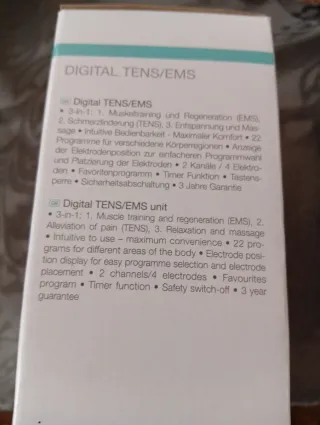 DIGITAL TENS/EMS
Digital TENS/EMS
• 3-in-1: 1. Muskeltraining und Regeneration (EMS),
2. Schmerzlinderung (TENS), 3. Entspannung und Mas-
sage • Intuitive Bedienbarkeit - Maximaler Komfort • 22
Programme für verschiedene Körperregionen • Anzeige
der Elektrodenposition zur einfacheren Programmwahl
und Platzierung der Elektroden • 2 Kanäle / 4 Elektro-
den • Favoritenprogramm • Timer Funktion • Tastens-
perre • Sicherheitsabschaltung • 3 Jahre Garantie
Digital TENS/EMS unit
• 3-in-1: 1. Muscle training and regeneration (EMS), 2.
Alleviation of pain (TENS), 3. Relaxation and massage
• Intuitive to use – maximum convenience • 22 pro-
grams for different areas of the body • Electrode posi-
tion display for easy programme selection and electrode
placement • 2 channels/4 electrodes • Favourites
program • Timer function • Safety switch-off • 3 year
guarantee